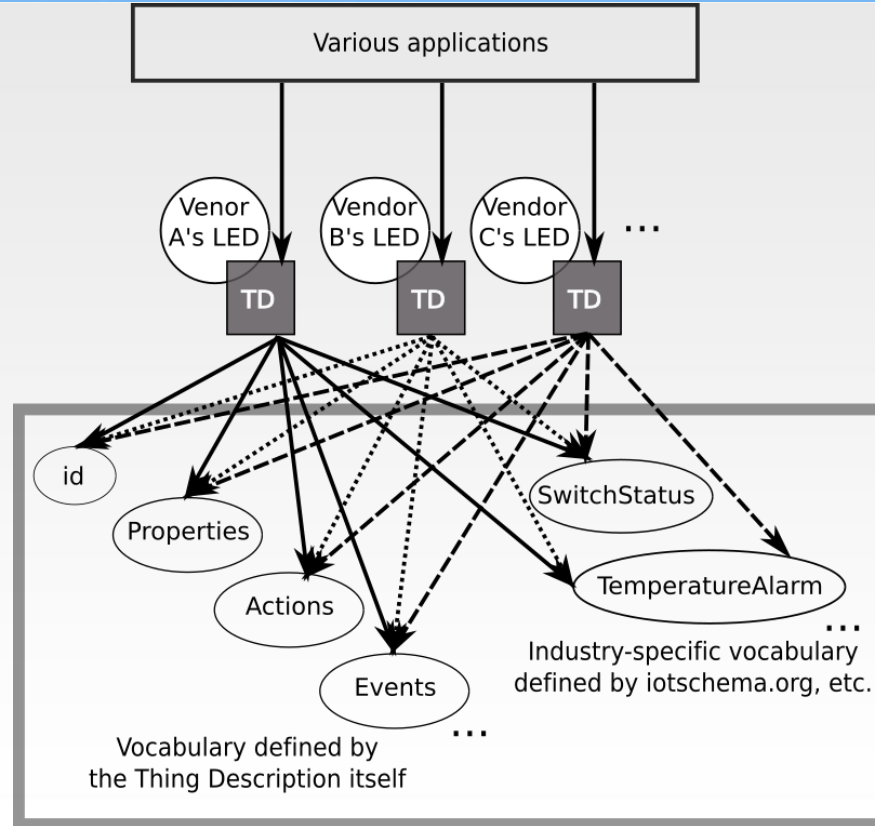 Various applications
Venor
A's LED
Vendor
B's LED
Vendor
C's LED
...
TD
TD
TD
id
Properties
Actions
Events
...
SwitchStatus
TemperatureAlarm
...
Industry-specific vocabulary
defined by iotschema.org, etc.
Vocabulary defined by
the Thing Description itself